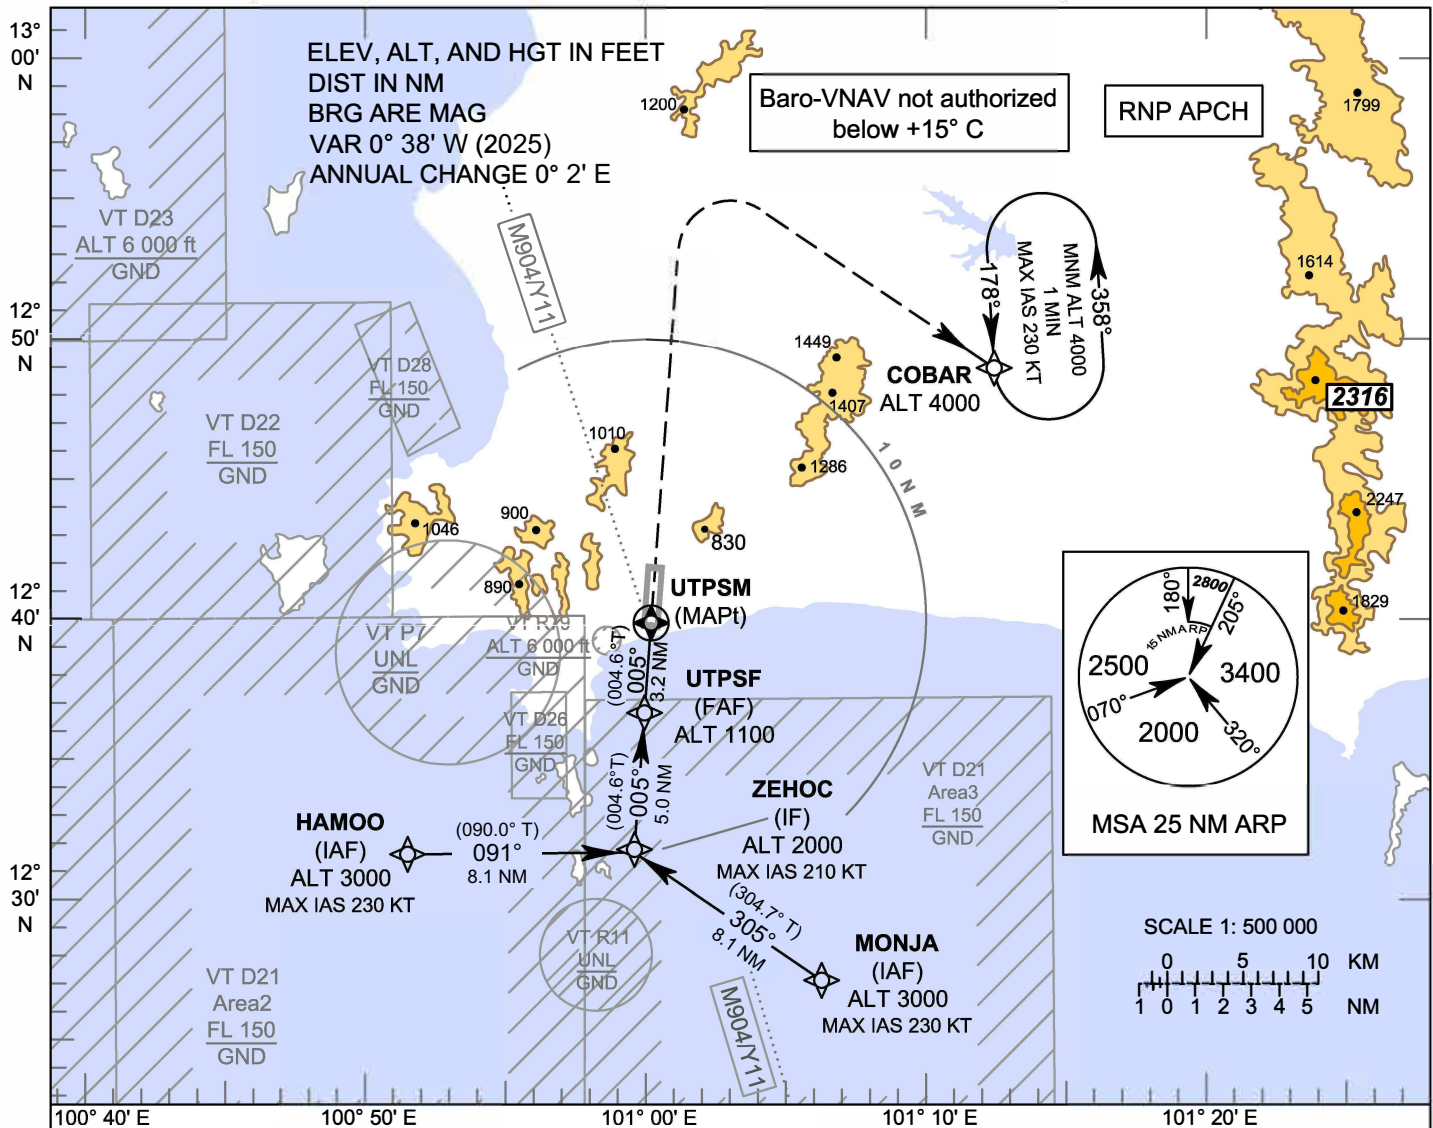 13°
00'
N
12°
50'
N
12°
40'
N
12°
30'
N
ELEV, ALT, AND HGT IN FEET
DIST IN NM
BRG ARE MAG
VAR 0° 38' W (2025)
ANNUAL CHANGE 0° 2' E
Baro-VNAV not authorized
below +15° C
RNP APCH
1200
1799
1614
2316
2247
1829
1449
1407
1286
1010
900
890
830
1046
VT D23
ALT 6 000 ft
GND
VT D28
FL 150
GND
VT D22
FL 150
GND
VT P7
UNL
GND
VT R19
ALT 6 000 ft
GND
VT D26
FL 150
GND
VT D21
Area3
FL 150
GND
VT R11
UNL
GND
VT D21
Area2
FL 150
GND
M904/Y11
M904/Y11
178°
MAX IAS 230 KT
1 MIN
MNM ALT 4000
358°
COBAR
ALT 4000
10NM
UTPSM
(MAPt)
(004.6°T)
005°
3.2 NM
UTPSF
(FAF)
ALT 1100
(004.6°T)
005°
5.0 NM
ZEHOC
(IF)
ALT 2000
MAX IAS 210 KT
HAMOO
(IAF)
ALT 3000
MAX IAS 230 KT
(090.0° T)
091°
8.1 NM
(304.7° T)
305°
8.1 NM
MONJA
(IAF)
ALT 3000
MAX IAS 230 KT
180°
2800
205°
15 NM ARP
2500
3400
070°
2000
320°
MSA 25 NM ARP
SCALE 1: 500 000
0 5 10 KM
1 0 1 2 3 4 5 NM
100° 40' E
100° 50' E
101° 00' E
101° 10' E
101° 20' E